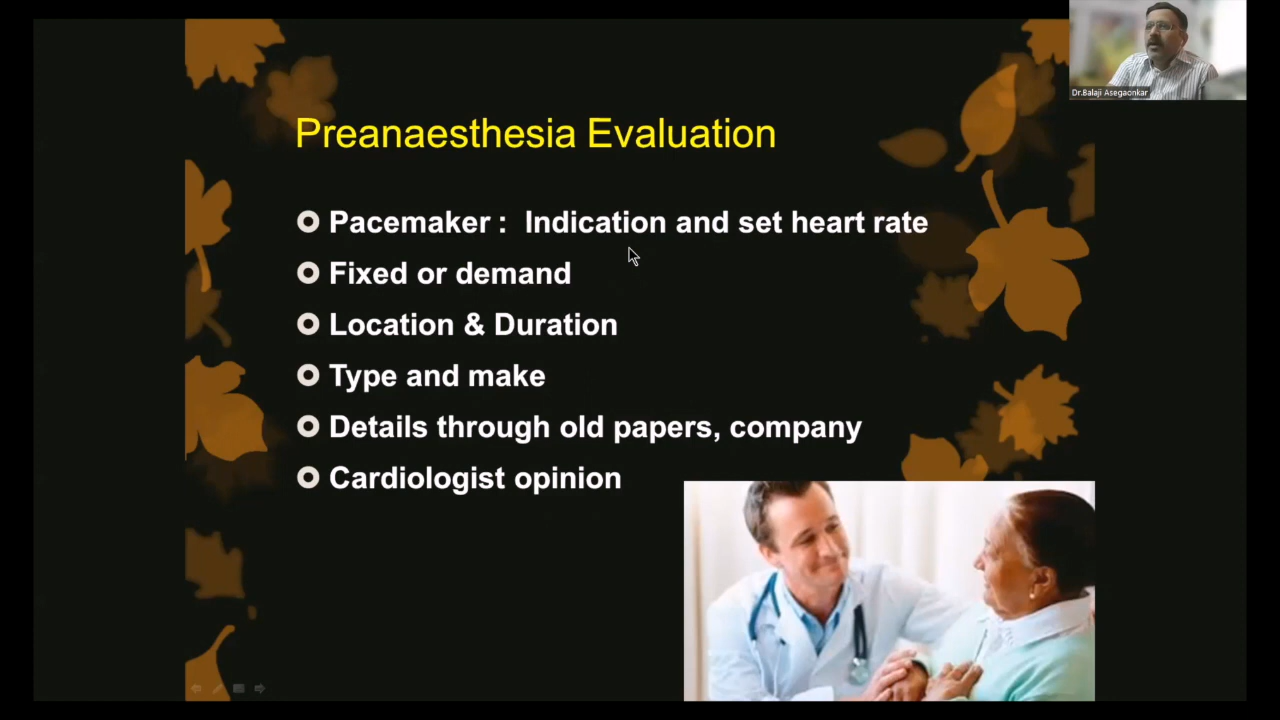 Dr.Balaji Asegaonkar
Preanaesthesia Evaluation
Pacemaker : Indication and set heart rate
Fixed or demand
Location & Duration
Type and make
Details through old papers, company
Cardiologist opinion